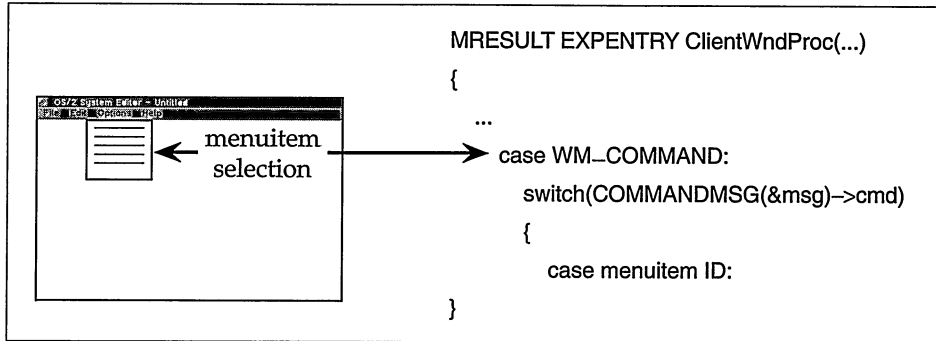 OS/2 System Editor - Untitled
File Edit Options Help
menuitem
selection
MRESULT EXPENTRY ClientWndProc(...)
{
...
case WM_COMMAND:
switch(COMMANDMSG(&msg)->cmd)
{
case menuitem ID:
}